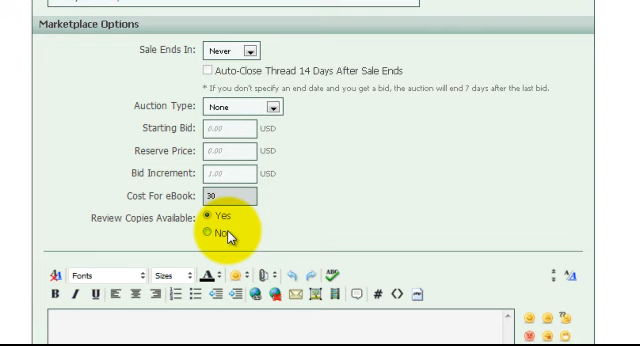 Marketplace Options
Sale Ends In: Never
Auto-Close Thread 14 Days After Sale Ends
* If you don't specify an end date and you get a bid, the auction will end 7 days after the last bid.
Auction Type: None
Starting Bid: 0.00 USD
Reserve Price: 0.00 USD
Bid Increment: 1.00 USD
Cost For eBook: 30
Review Copies Available: Yes
No
Fonts Sizes A ABC
B I U # <>